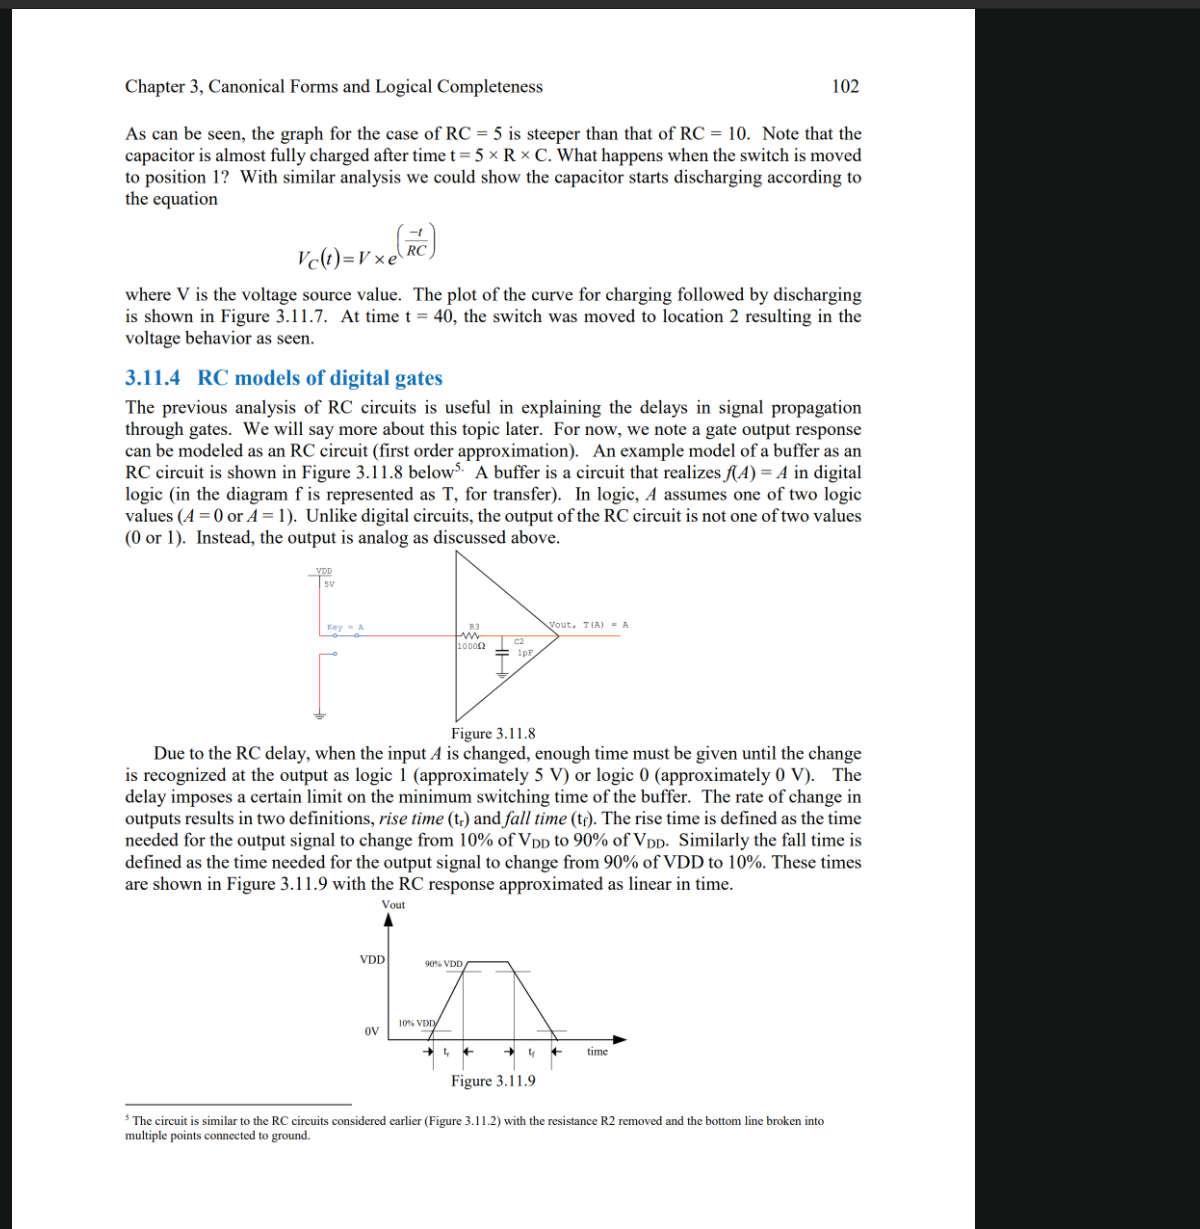 Chapter 3, Canonical Forms and Logical Completeness 102
As can be seen, the graph for the case of RC = 5 is steeper than that of RC = 10. Note that the
capacitor is almost fully charged after time t = 5 × R × C. What happens when the switch is moved
to position 1? With similar analysis we could show the capacitor starts discharging according to
the equation
V_C(t) = V × e^(−t/RC)
where V is the voltage source value. The plot of the curve for charging followed by discharging
is shown in Figure 3.11.7. At time t = 40, the switch was moved to location 2 resulting in the
voltage behavior as seen.
3.11.4 RC models of digital gates
The previous analysis of RC circuits is useful in explaining the delays in signal propagation
through gates. We will say more about this topic later. For now, we note a gate output response
can be modeled as an RC circuit (first order approximation). An example model of a buffer as an
RC circuit is shown in Figure 3.11.8 below⁵. A buffer is a circuit that realizes f(A) = A in digital
logic (in the diagram f is represented as T, for transfer). In logic, A assumes one of two logic
values (A = 0 or A = 1). Unlike digital circuits, the output of the RC circuit is not one of two values
(0 or 1). Instead, the output is analog as discussed above.
VDD
5V
Key = A
R3
1000Ω
C2
1pF
Vout, T(A) = A
Figure 3.11.8
Due to the RC delay, when the input A is changed, enough time must be given until the change
is recognized at the output as logic 1 (approximately 5 V) or logic 0 (approximately 0 V). The
delay imposes a certain limit on the minimum switching time of the buffer. The rate of change in
outputs results in two definitions, rise time (tr) and fall time (tf). The rise time is defined as the time
needed for the output signal to change from 10% of VDD to 90% of VDD. Similarly the fall time is
defined as the time needed for the output signal to change from 90% of VDD to 10%. These times
are shown in Figure 3.11.9 with the RC response approximated as linear in time.
Vout
VDD
90% VDD
10% VDD
0V
tr
tf
time
Figure 3.11.9
⁵ The circuit is similar to the RC circuits considered earlier (Figure 3.11.2) with the resistance R2 removed and the bottom line broken into
multiple points connected to ground.